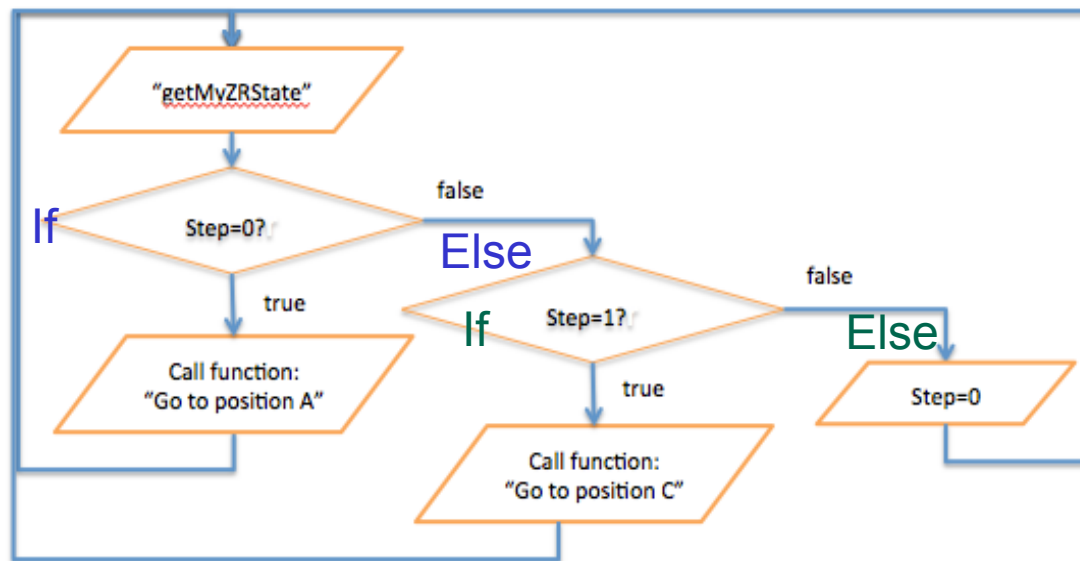 "getMyZRState"
If
Step=0?
false
Else
true
Call function:
"Go to position A"
If
Step=1?
false
Else
true
Call function:
"Go to position C"
Step=0